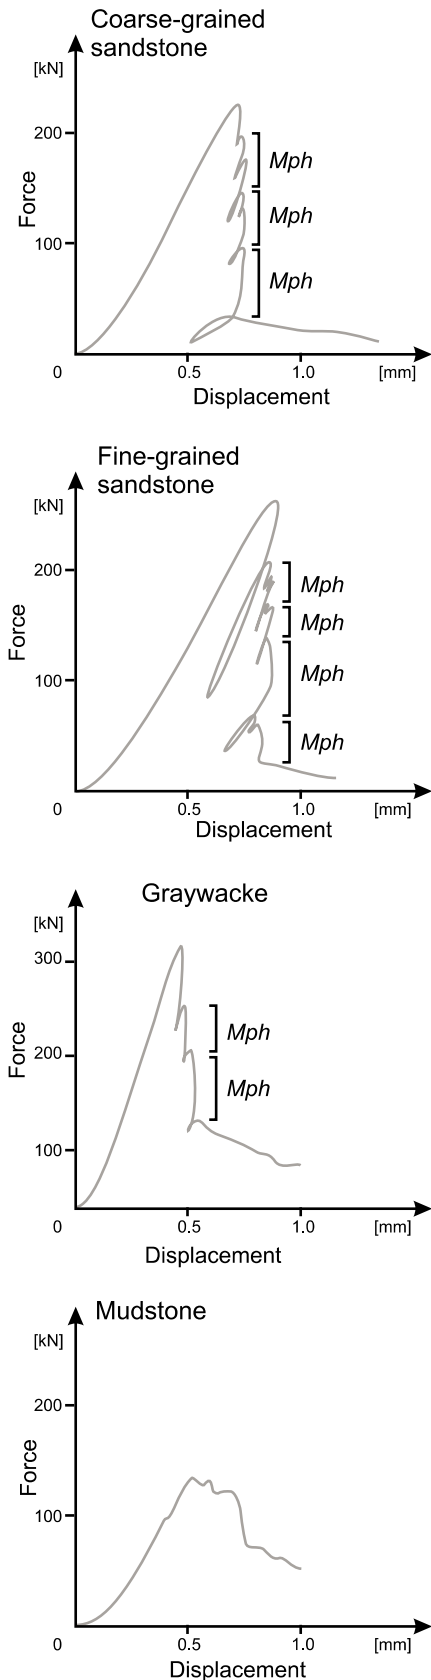 Coarse-grained
sandstone
[kN]
200
100
Force
Mph
Mph
Mph
0
0.5
1.0
[mm]
Displacement
Fine-grained
sandstone
[kN]
200
100
Force
Mph
Mph
Mph
Mph
0
0.5
1.0
[mm]
Displacement
Graywacke
[kN]
300
200
100
Force
Mph
Mph
0
0.5
1.0
[mm]
Displacement
Mudstone
[kN]
200
100
Force
0
0.5
1.0
[mm]
Displacement